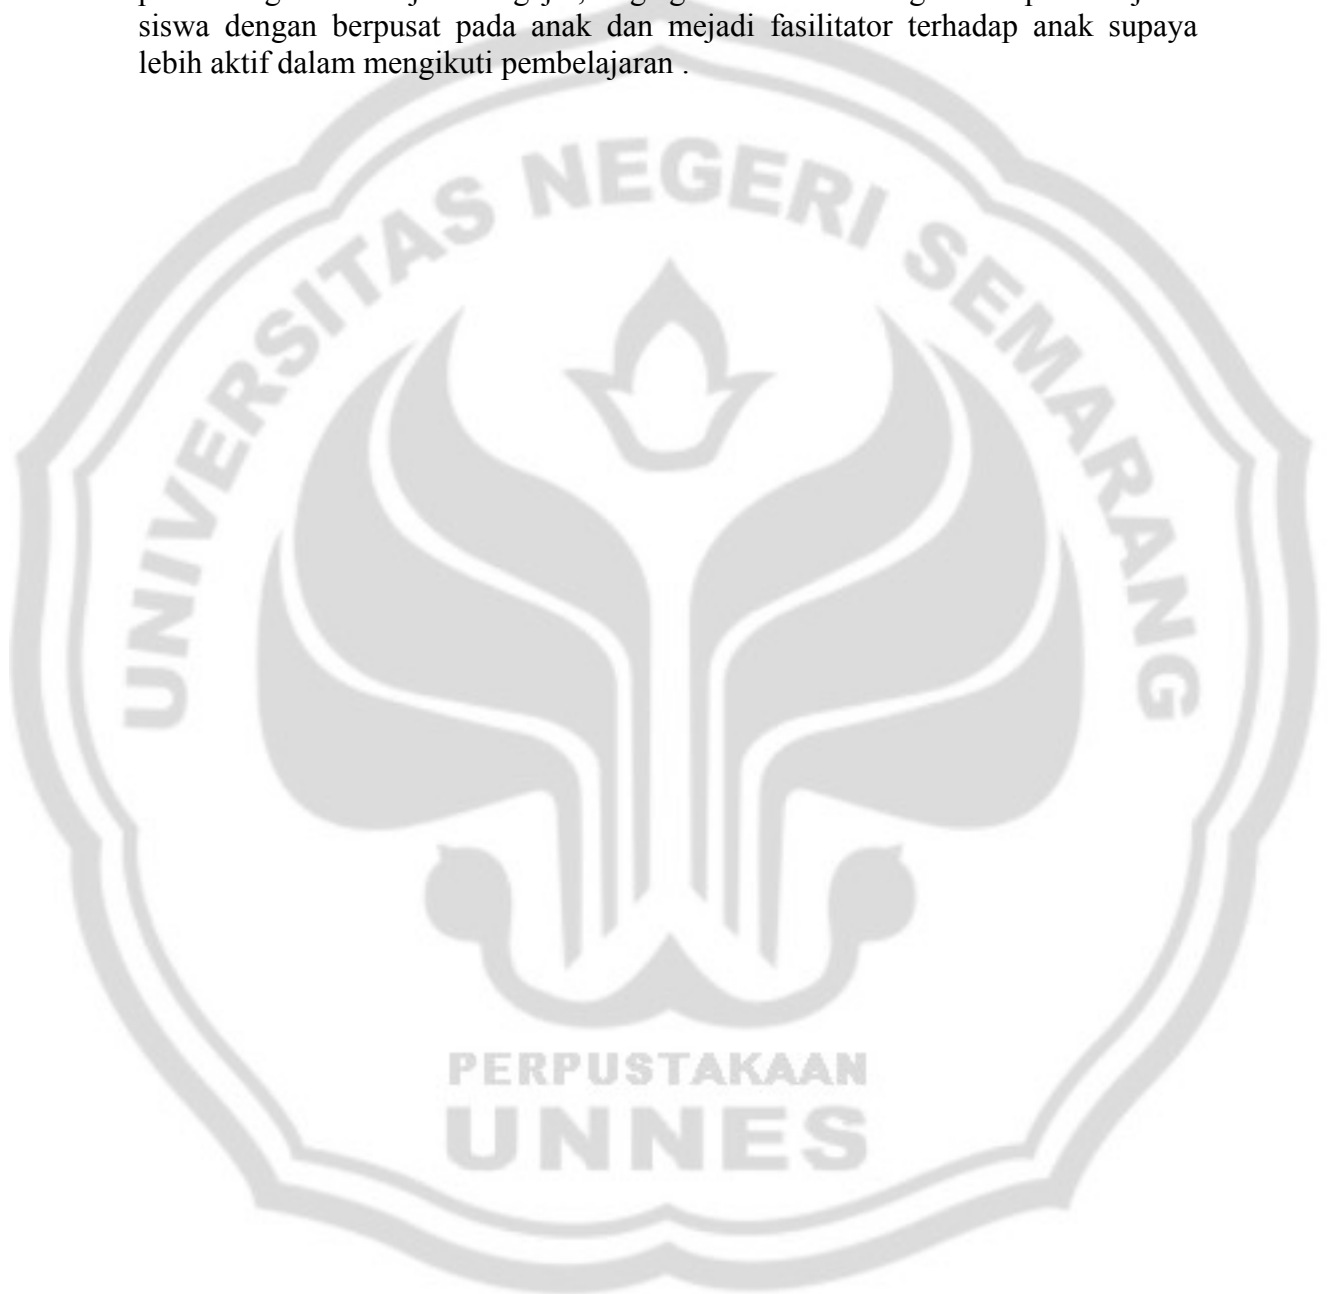 siswa dengan berpusat pada anak dan mejadi fasilitator terhadap anak supaya
lebih aktif dalam mengikuti pembelajaran .
UNIVERSITAS NEGERI SEMARANG
PERPUSTAKAAN
UNNES